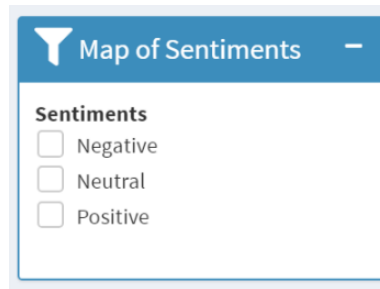 Map of Sentiments
Sentiments
Negative
Neutral
Positive